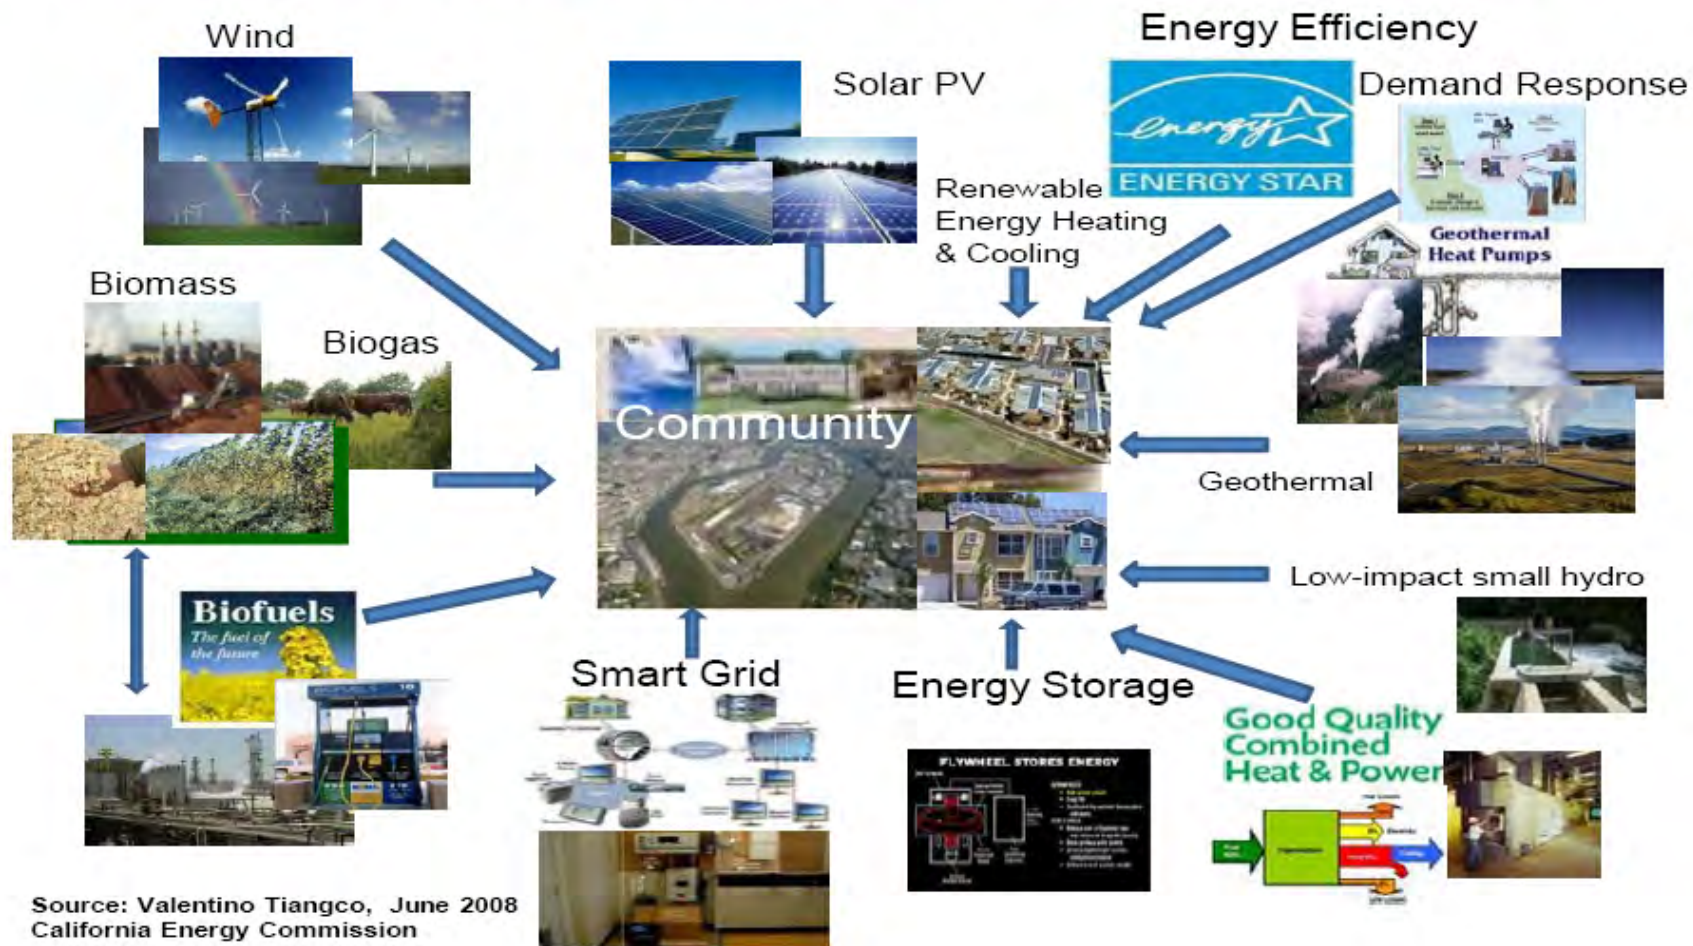 Wind
Solar PV
Energy Efficiency
Demand Response
energy
ENERGY STAR
Renewable
Energy Heating
& Cooling
Geothermal
Heat Pumps
Biomass
Biogas
Community
Geothermal
Low-impact small hydro
Biofuels
The fuel of
the future
Smart Grid
Energy Storage
FLYWHEEL STORES ENERGY
Good Quality
Combined
Heat & Power
Source: Valentino Tiangco, June 2008
California Energy Commission